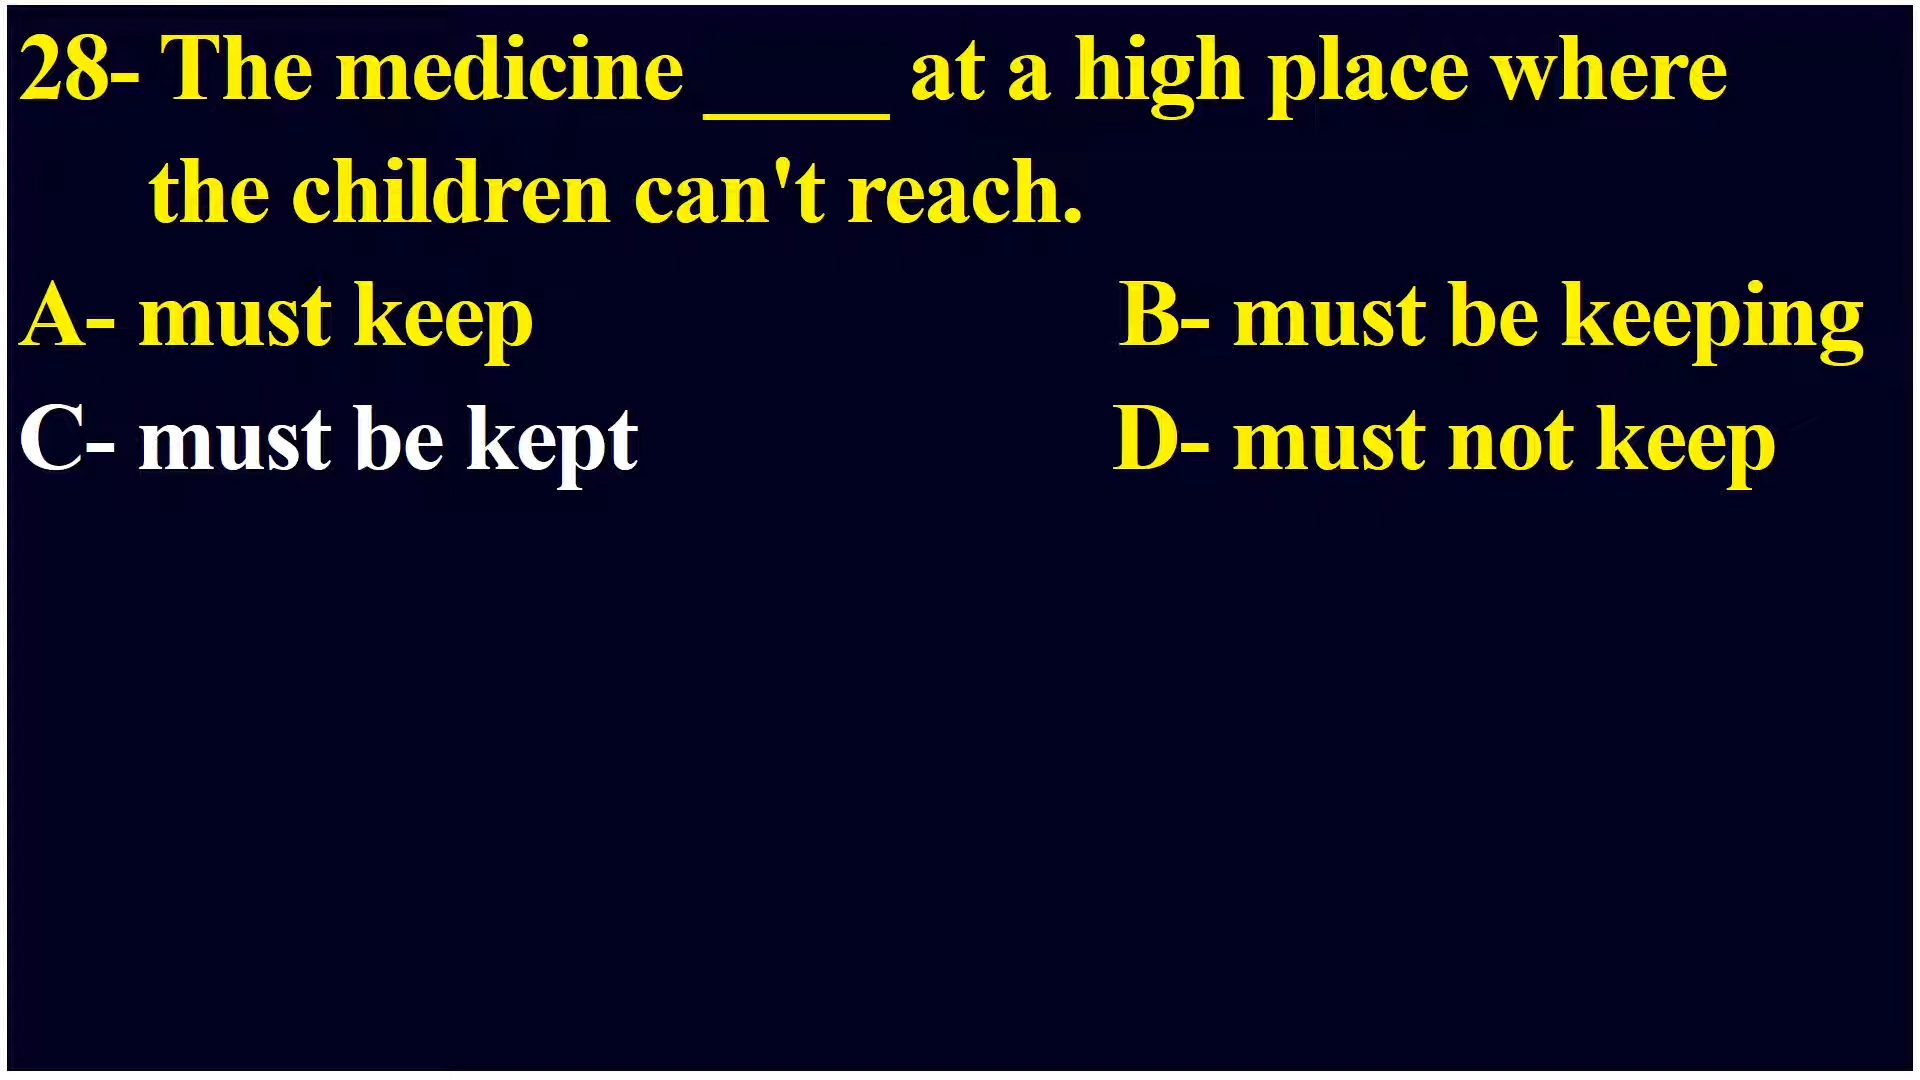 28- The medicine ____ at a high place where
the children can't reach.
A- must keep B- must be keeping
C- must be kept D- must not keep